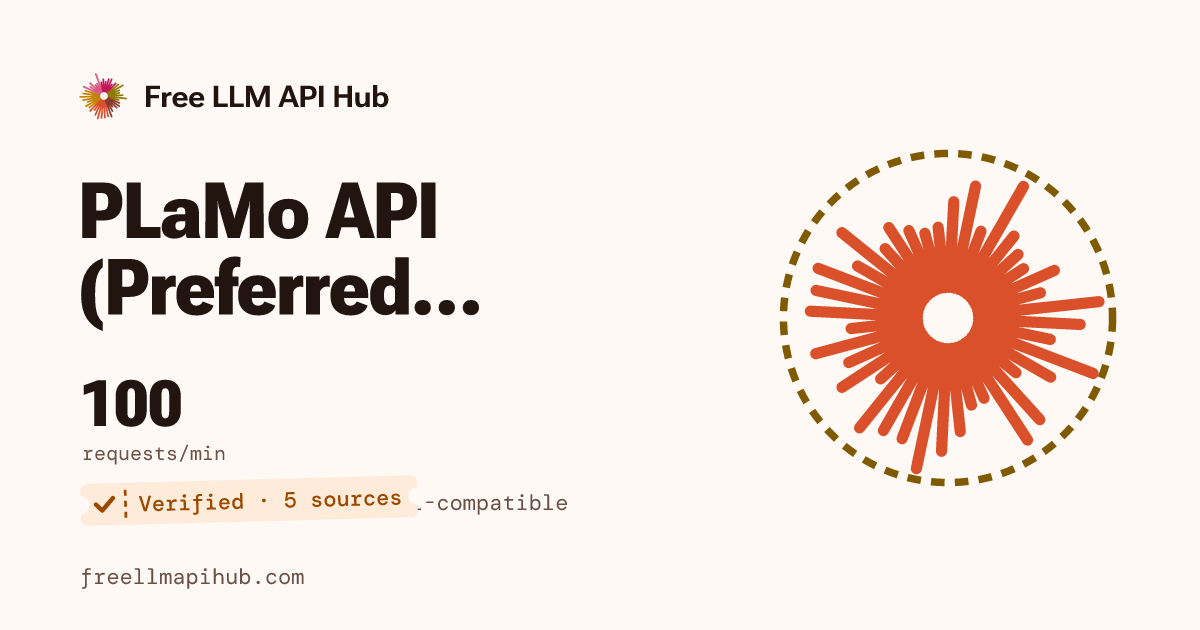 Free LLM API Hub
PLaMo API
(Preferred...
100
requests/min
Verified · 5 sources
-compatible
freellmapihub.com